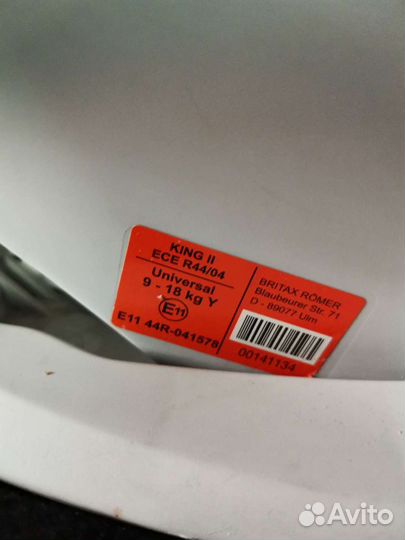 KING II
ECE R44/04
Universal
9 - 18 kg Y
E11
E11 44R-041578
BRITAX RÖMER
Blaubeurer Str. 71
D - 89077 Ulm
00141134
Avito